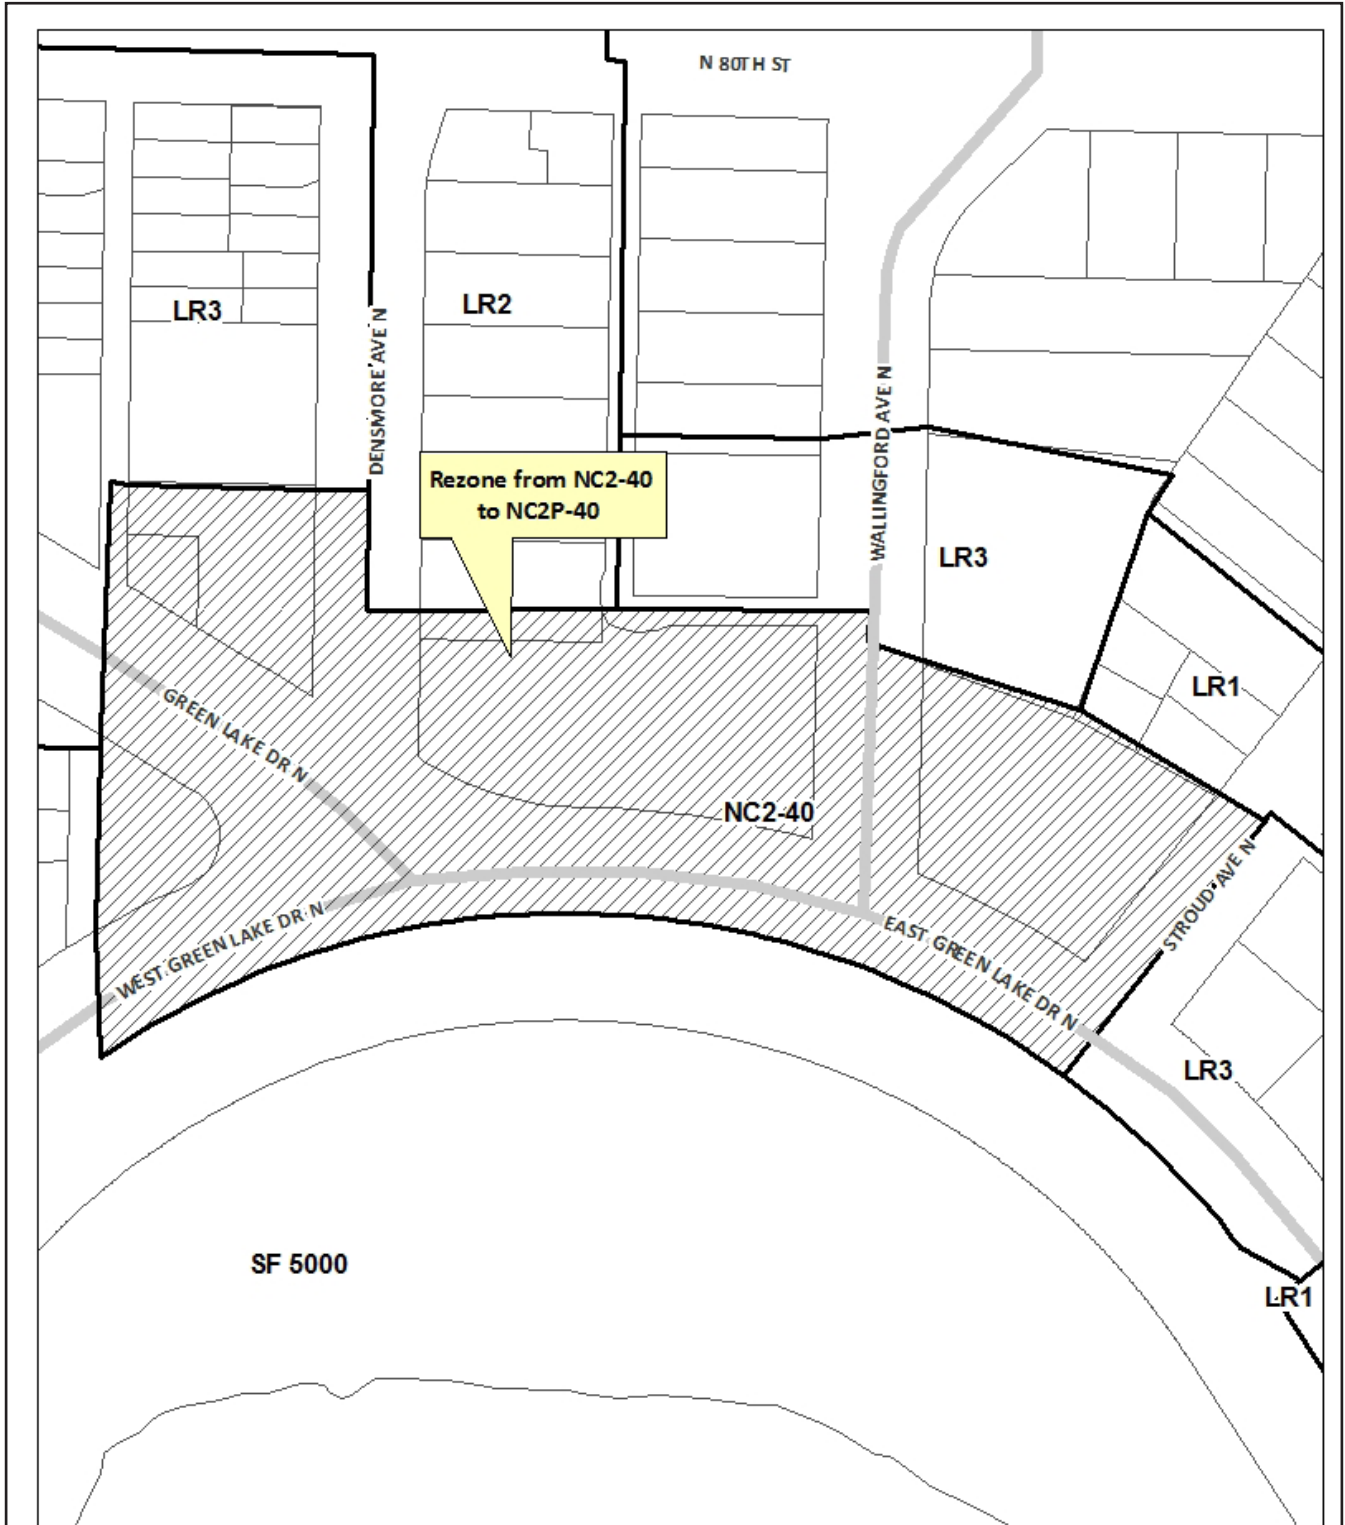 N 80TH ST
LR3
LR2
DENSMORE AVE N
WALLINGFORD AVE N
Rezone from NC2-40
to NC2P-40
LR3
LR1
GREEN LAKE DR N
NC2-40
WEST GREEN LAKE DR N
EAST GREEN LAKE DR N
STROUD AVE N
LR3
SF 5000
LR1